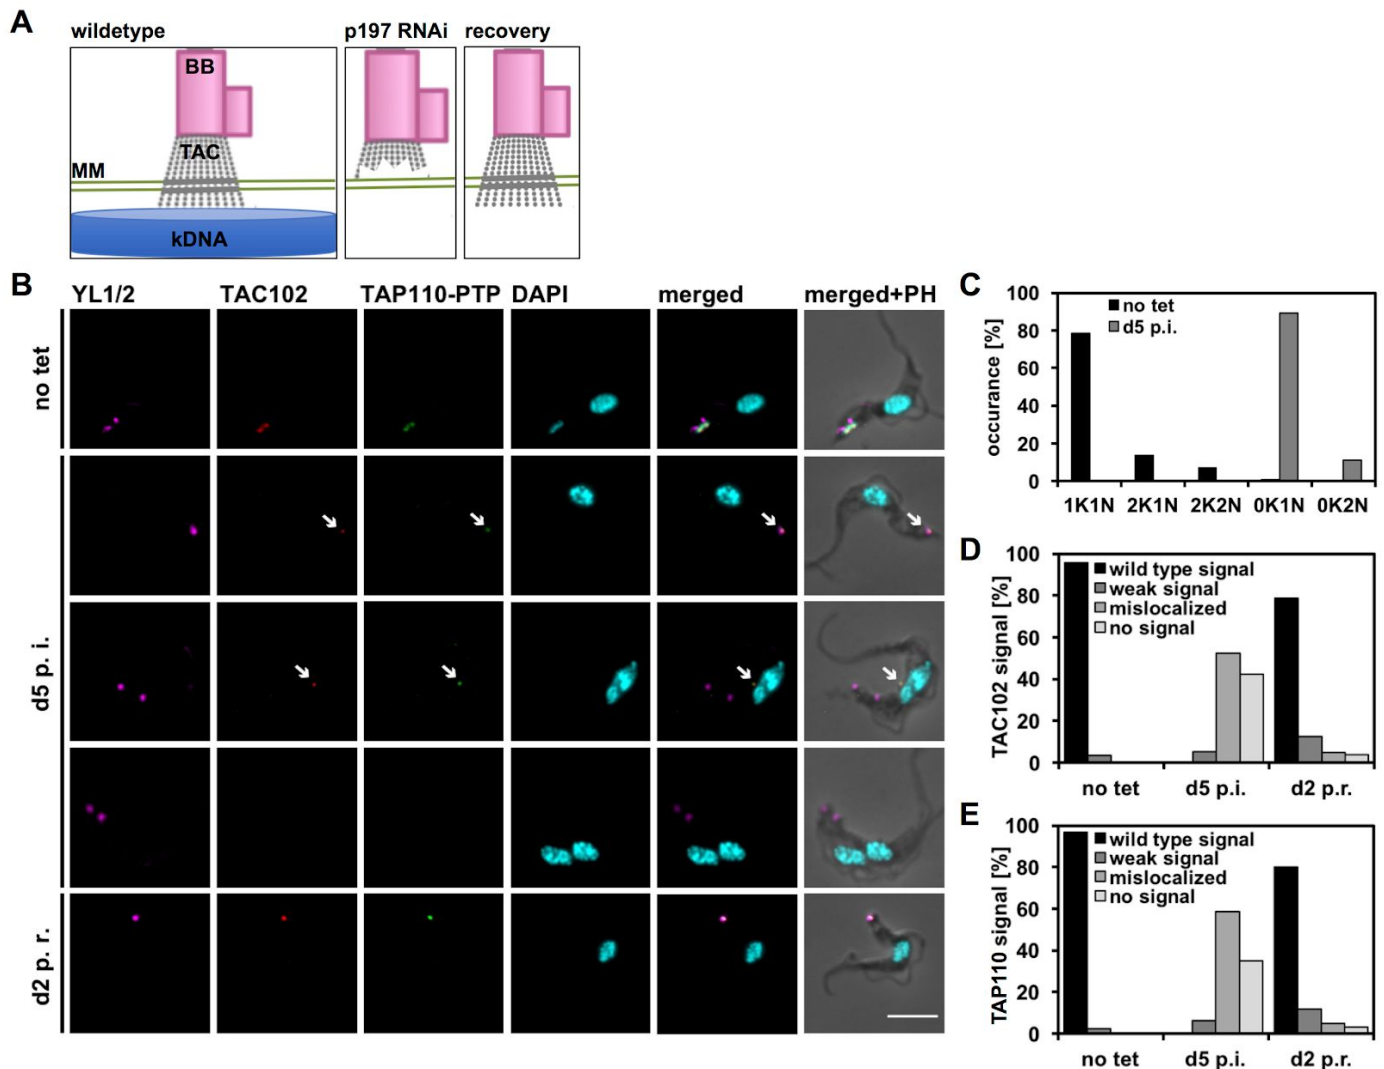 A
wildetype
p197 RNAi
recovery
BB
TAC
MM
kDNA
B
YL1/2
TAC102
TAP110-PTP
DAPI
merged
merged+PH
no tet
d5 p. i.
d2 p. r.
C
100
80
60
40
20
0
occurance [%]
no tet
d5 p.i.
1K1N 2K1N 2K2N 0K1N 0K2N
D
100
80
60
40
20
0
TAC102 signal [%]
wild type signal
weak signal
mislocalized
no signal
no tet d5 p.i. d2 p.r.
E
100
80
60
40
20
0
TAP110 signal [%]
wild type signal
weak signal
mislocalized
no signal
no tet d5 p.i. d2 p.r.